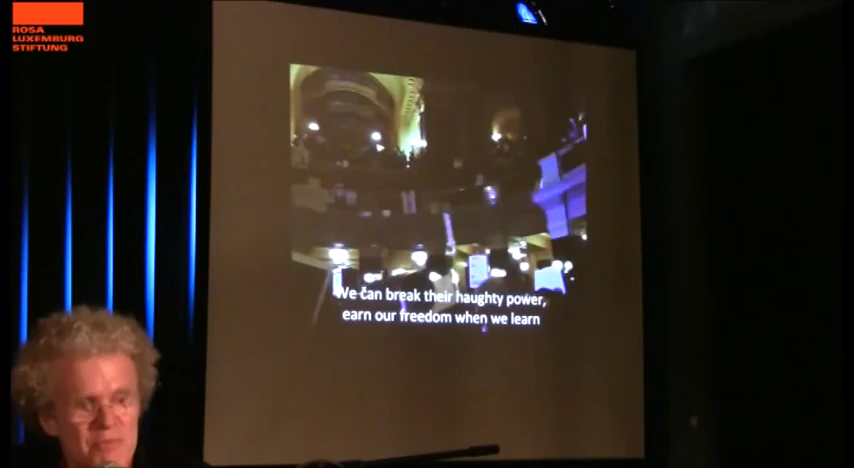 ROSA
LUXEMBURG
STIFTUNG
We can break their haughty power,
earn our freedom when we learn